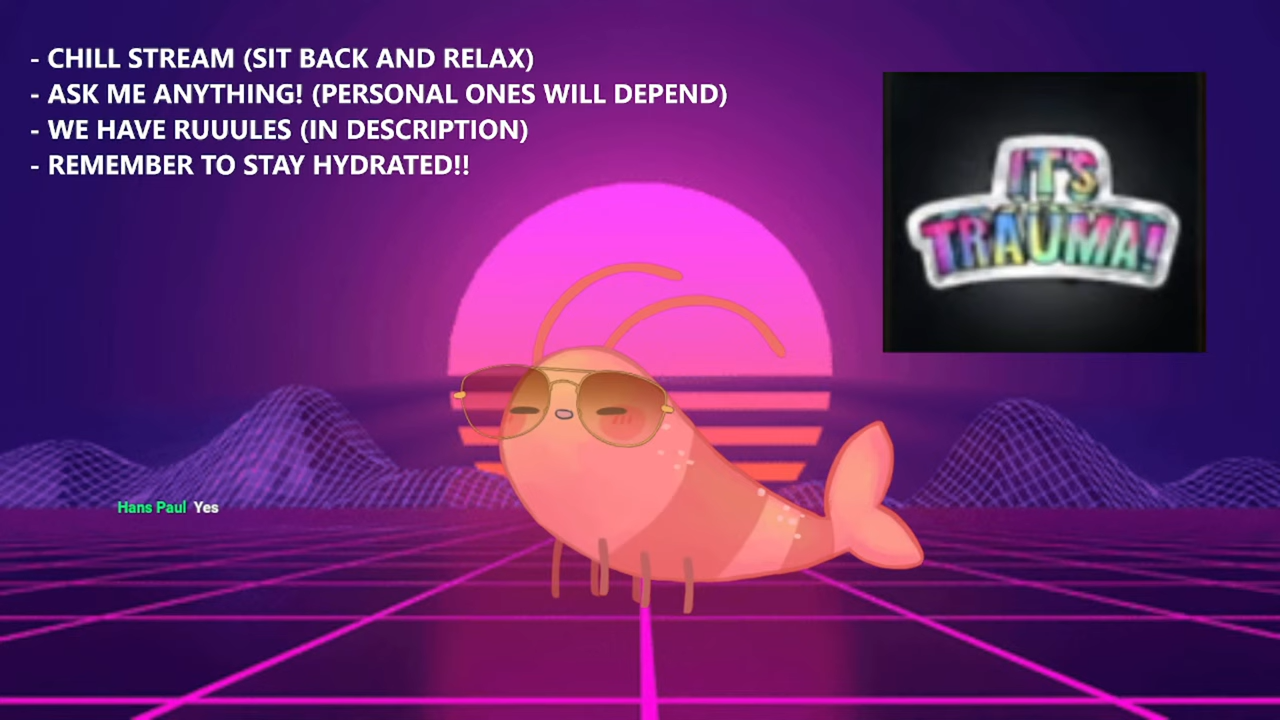 - CHILL STREAM (SIT BACK AND RELAX)
- ASK ME ANYTHING! (PERSONAL ONES WILL DEPEND)
- WE HAVE RUUULES (IN DESCRIPTION)
- REMEMBER TO STAY HYDRATED!!
IT'S
TRAUMA!
Hans Paul Yes